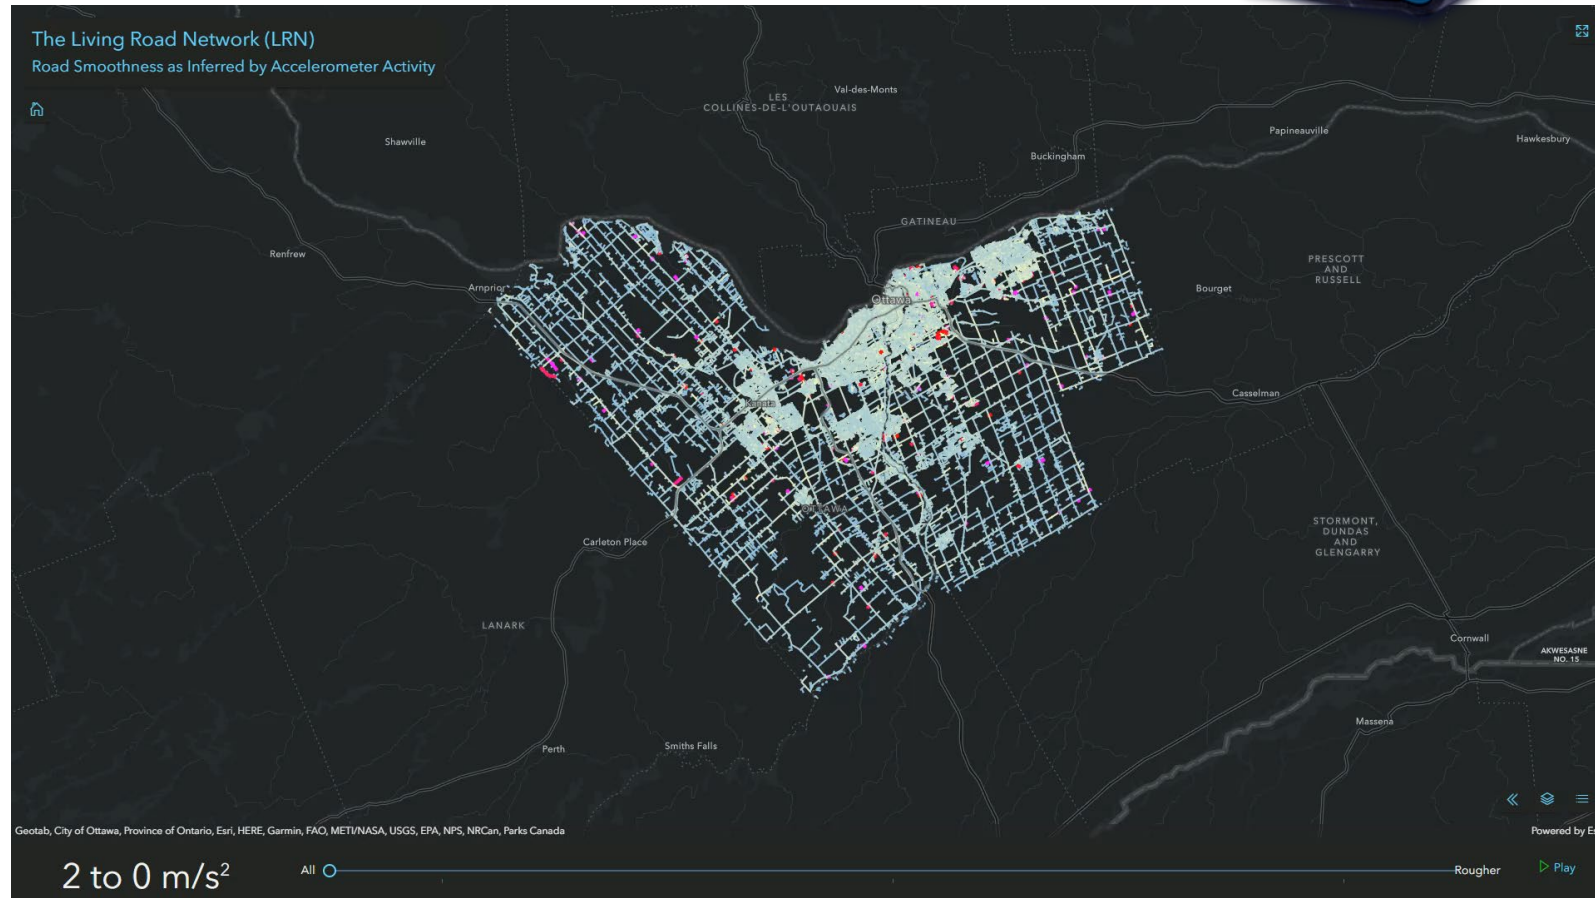 The Living Road Network (LRN)
Road Smoothness as Inferred by Accelerometer Activity
Val-des-Monts
LES
COLLINES-DE-L'OUTAOUAIS
Papineauville
Shawville
Hawkesbury
Buckingham
GATINEAU
Renfrew
PRESCOTT
AND
RUSSELL
Arnprior
Bourget
Ottawa
Casselman
Kanata
OTTAWA
STORMONT,
DUNDAS
AND
GLENGARRY
Carleton Place
LANARK
Cornwall
AKWESASNE
NO. 15
Massena
Perth
Smiths Falls
Geotab, City of Ottawa, Province of Ontario, Esri, HERE, Garmin, FAO, METI/NASA, USGS, EPA, NPS, NRCan, Parks Canada
Powered by Es
2 to 0 m/s²
All
Rougher
Play